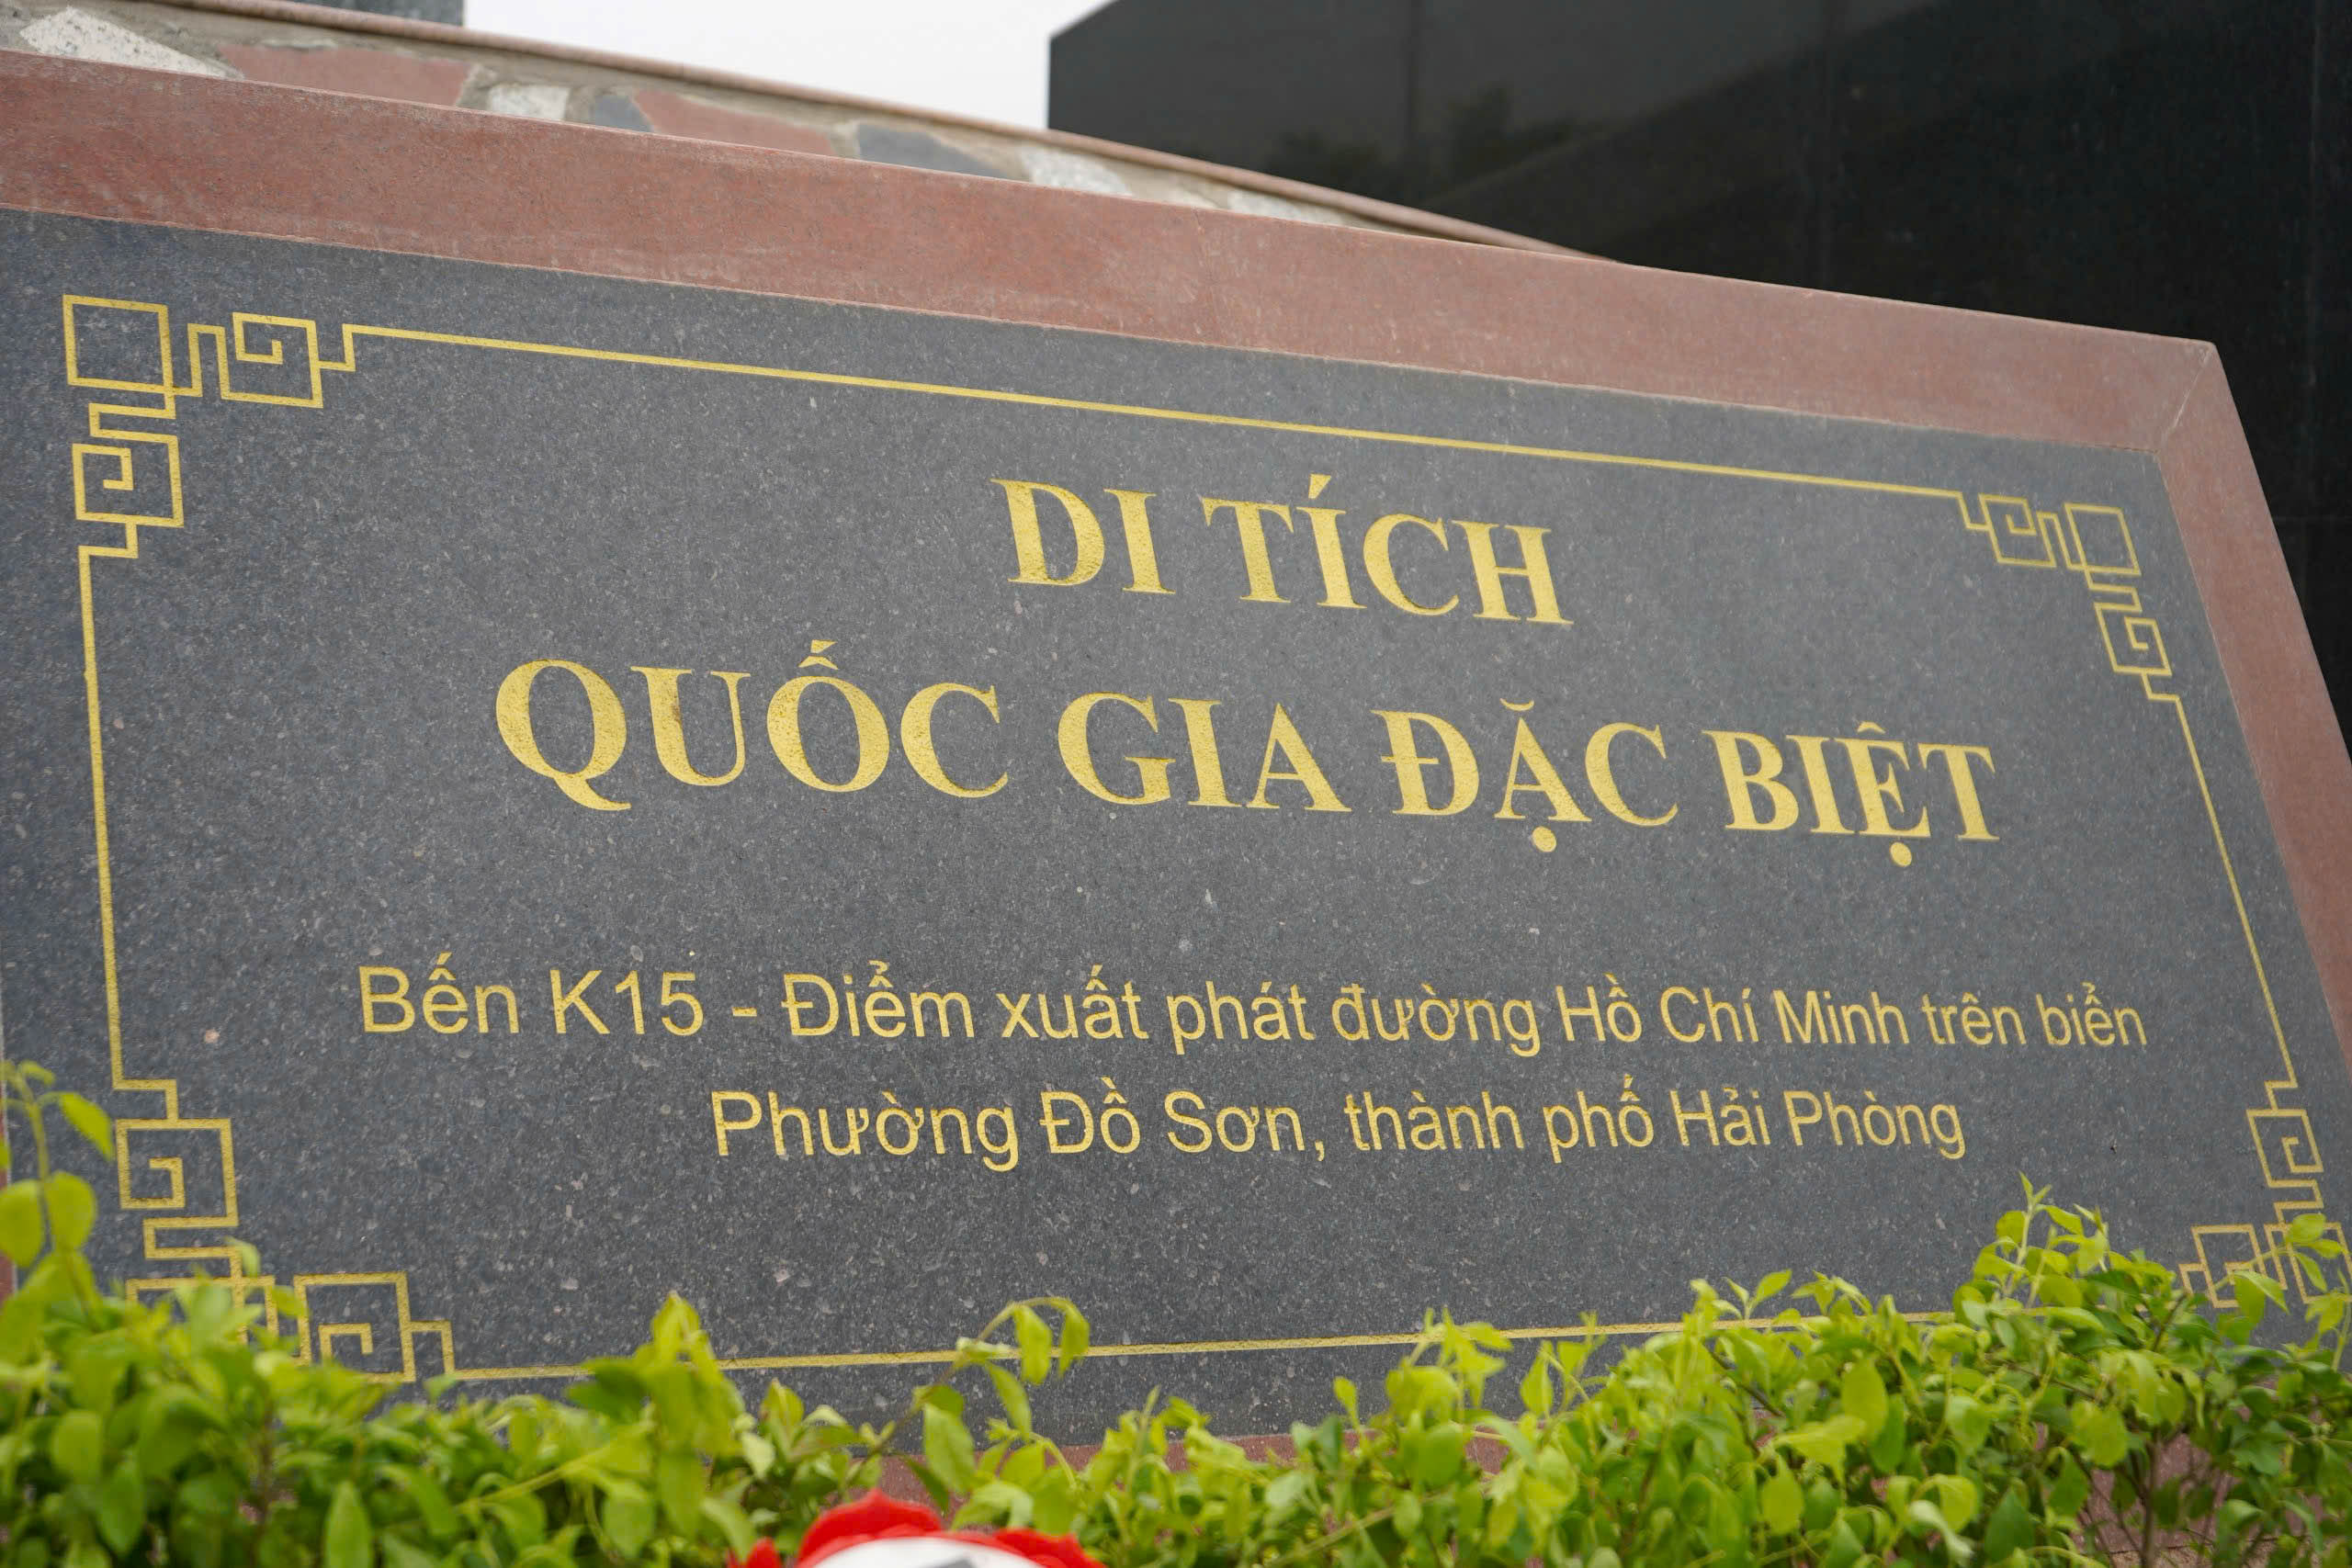 DI TÍCH
QUỐC GIA ĐẶC BIỆT
Bến K15 - Điểm xuất phát đường Hồ Chí Minh trên biển
Phường Đồ Sơn, thành phố Hải Phòng